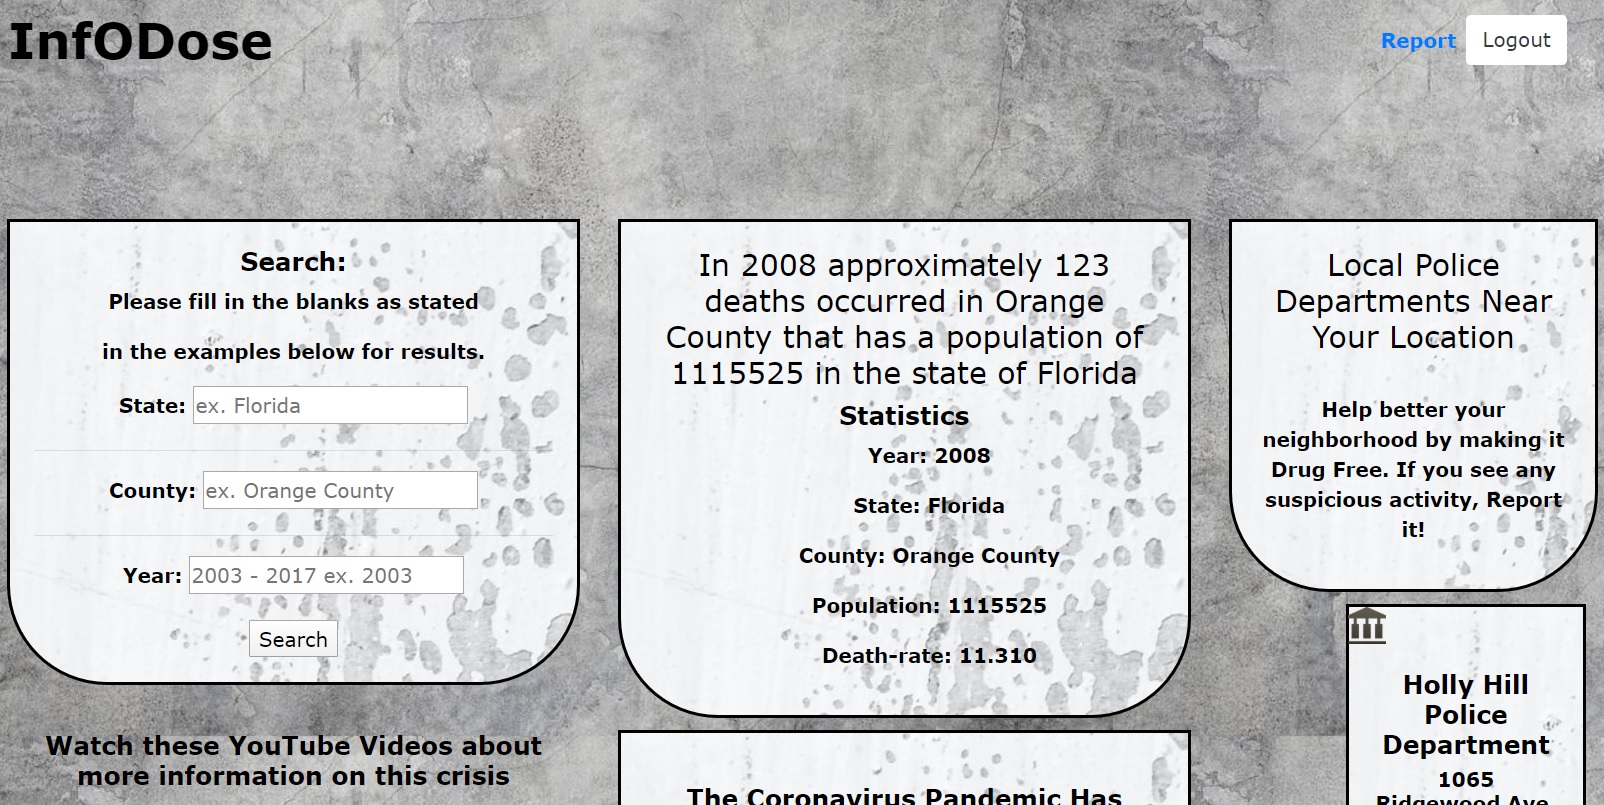 InfODose
Report
Logout
Search:
Please fill in the blanks as stated
in the examples below for results.
State: ex. Florida
County: ex. Orange County
Year: 2003 - 2017 ex. 2003
Search
Watch these YouTube Videos about
more information on this crisis
In 2008 approximately 123
deaths occurred in Orange
County that has a population of
1115525 in the state of Florida
Statistics
Year: 2008
State: Florida
County: Orange County
Population: 1115525
Death-rate: 11.310
The Coronavirus Pandemic Has
Local Police
Departments Near
Your Location
Help better your
neighborhood by making it
Drug Free. If you see any
suspicious activity, Report
it!
Holly Hill
Police
Department
1065
Ridgewood Ave